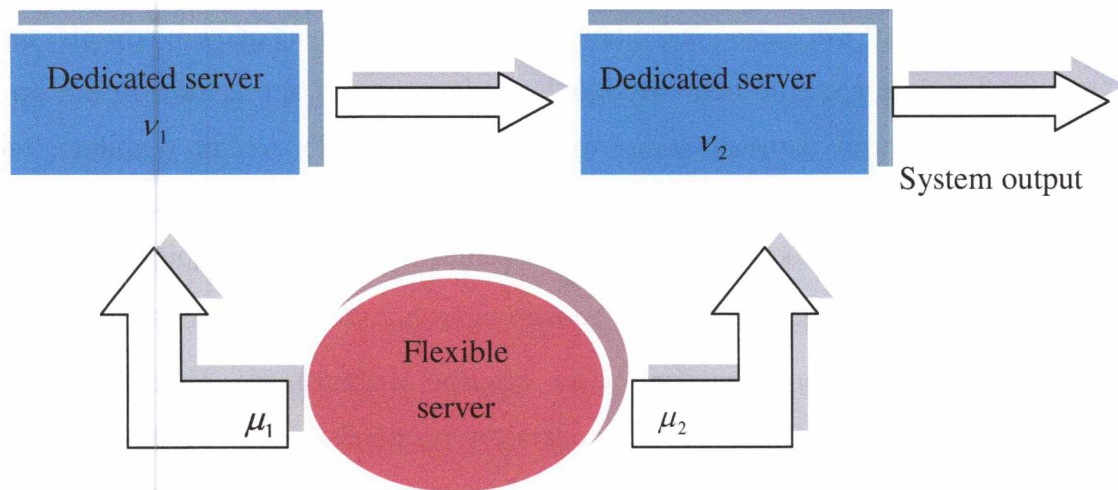 Dedicated server
ν₁
Dedicated server
ν₂
System output
Flexible
server
μ₁
μ₂